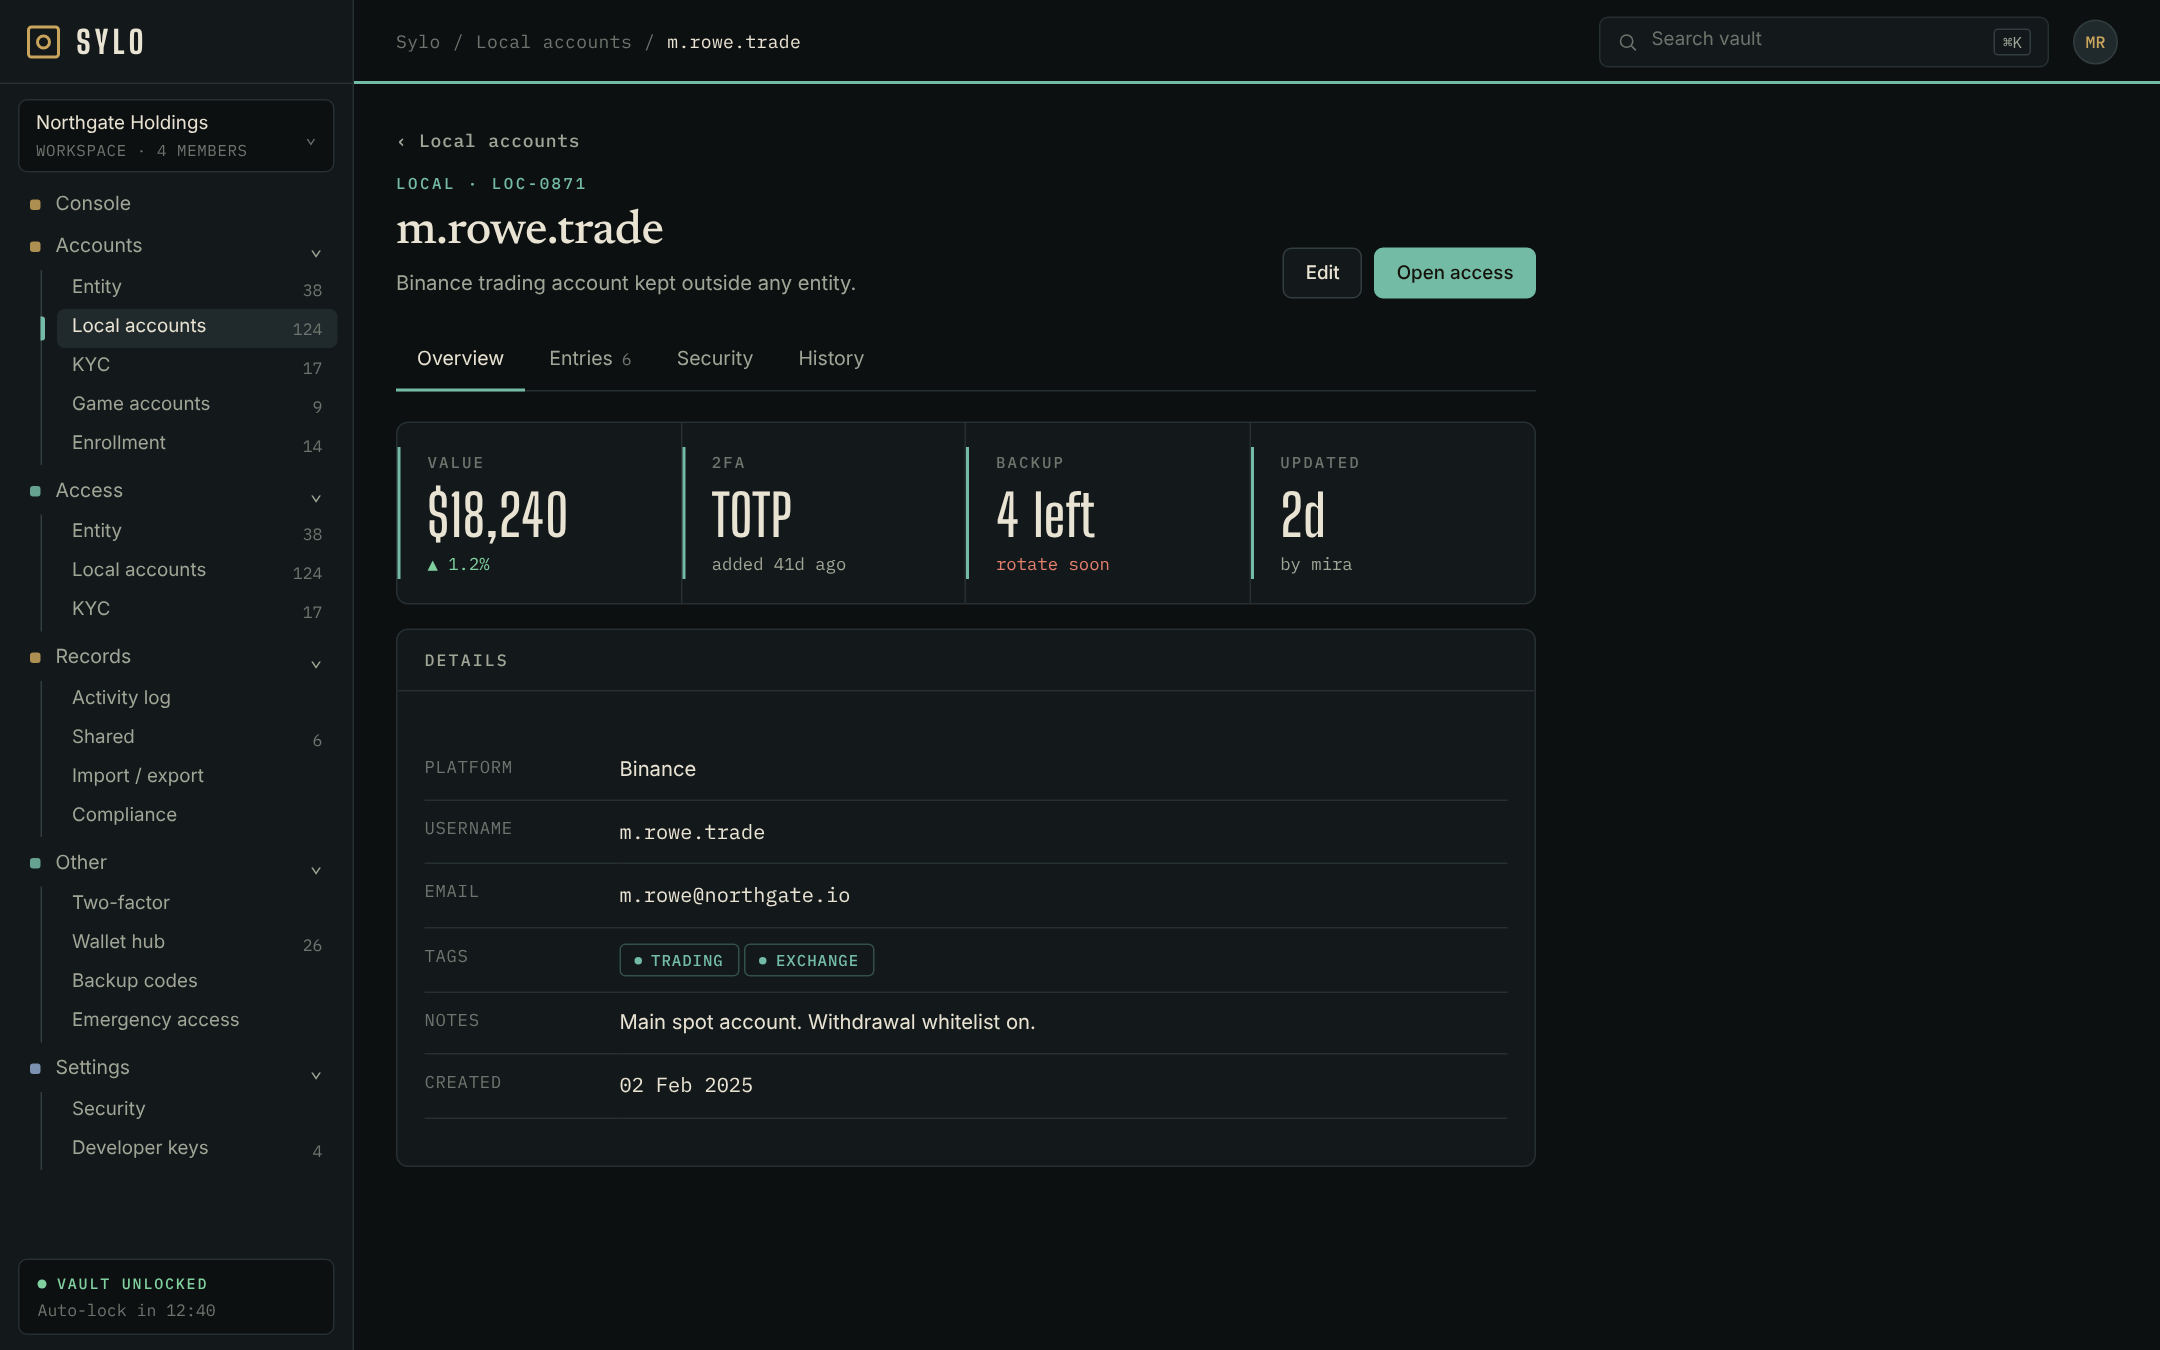 SYLO
Northgate Holdings
WORKSPACE · 4 MEMBERS
Console
Accounts
Entity 38
Local accounts 124
KYC 17
Game accounts 9
Enrollment 14
Access
Entity 38
Local accounts 124
KYC 17
Records
Activity log
Shared 6
Import / export
Compliance
Other
Two-factor
Wallet hub 26
Backup codes
Emergency access
Settings
Security
Developer keys 4
VAULT UNLOCKED
Auto-lock in 12:40
Sylo / Local accounts / m.rowe.trade
Search vault ⌘K
MR
‹ Local accounts
LOCAL · LOC-0871
m.rowe.trade
Binance trading account kept outside any entity.
Edit Open access
Overview Entries 6 Security History
VALUE
$18,240
▲ 1.2%
2FA
TOTP
added 41d ago
BACKUP
4 left
rotate soon
UPDATED
2d
by mira
DETAILS
PLATFORM Binance
USERNAME m.rowe.trade
EMAIL m.rowe@northgate.io
TAGS TRADING EXCHANGE
NOTES Main spot account. Withdrawal whitelist on.
CREATED 02 Feb 2025